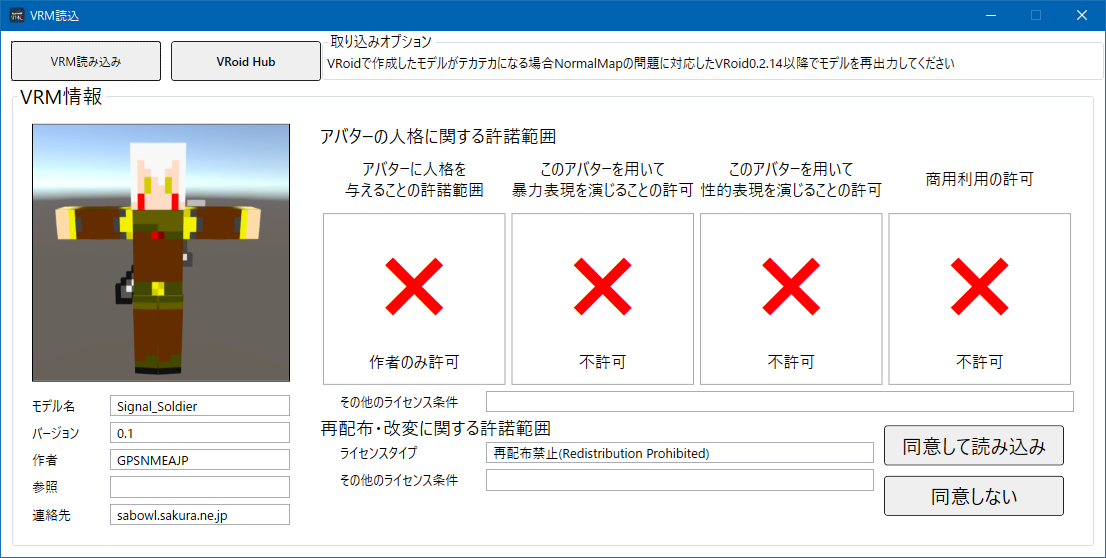 VRM読込
VRM読み込み
VRoid Hub
取り込みオプション
VRoidで作成したモデルがテカテカになる場合NormalMapの問題に対応したVRoid0.2.14以降でモデルを再出力してください
VRM情報
アバターの人格に関する許諾範囲
アバターに人格を
与えることの許諾範囲
このアバターを用いて
暴力表現を演じることの許可
このアバターを用いて
性的表現を演じることの許可
商用利用の許可
作者のみ許可
不許可
不許可
不許可
その他のライセンス条件
再配布・改変に関する許諾範囲
ライセンスタイプ 再配布禁止(Redistribution Prohibited)
その他のライセンス条件
モデル名 Signal_Soldier
バージョン 0.1
作者 GPSNMEAJP
参照
連絡先 sabowl.sakura.ne.jp
同意して読み込み
同意しない